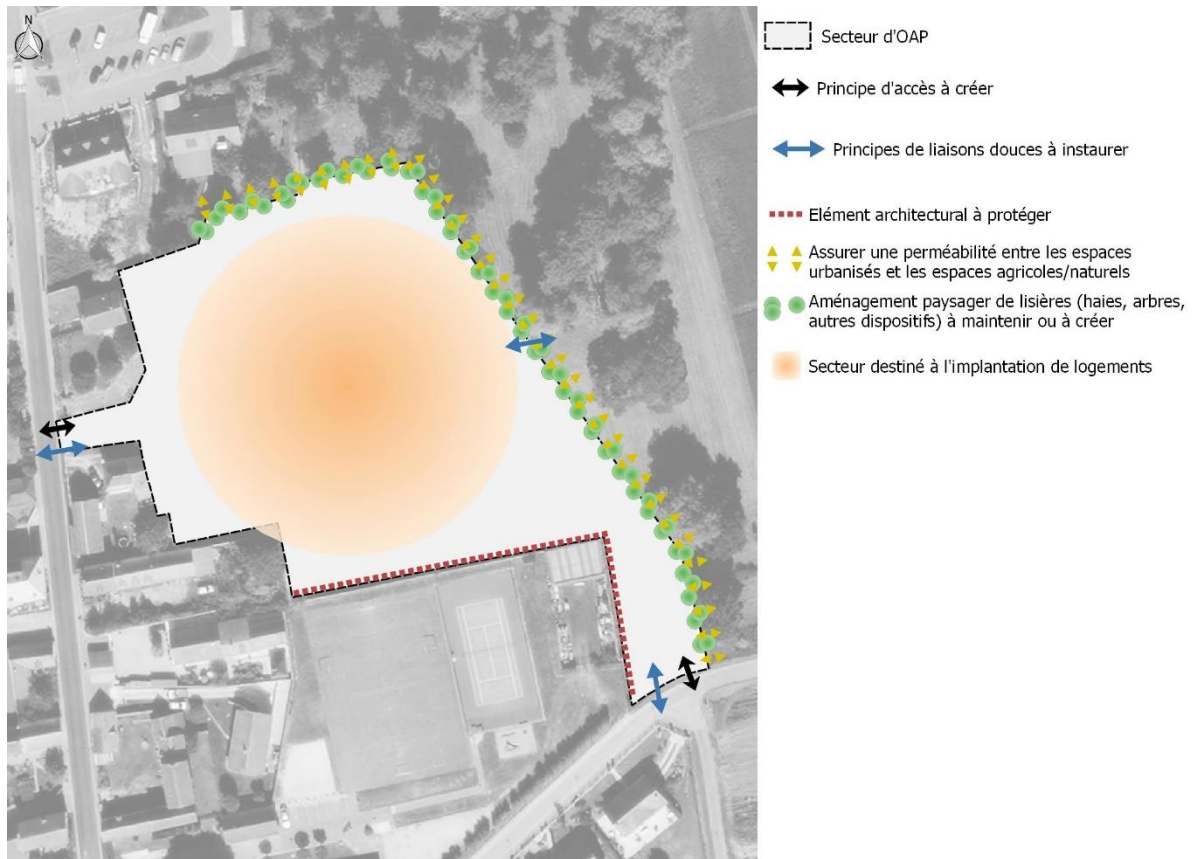 N
Secteur d'OAP
Principe d'accès à créer
Principes de liaisons douces à instaurer
Elément architectural à protéger
Assurer une perméabilité entre les espaces
urbanisés et les espaces agricoles/naturels
Aménagement paysager de lisières (haies, arbres,
autres dispositifs) à maintenir ou à créer
Secteur destiné à l'implantation de logements